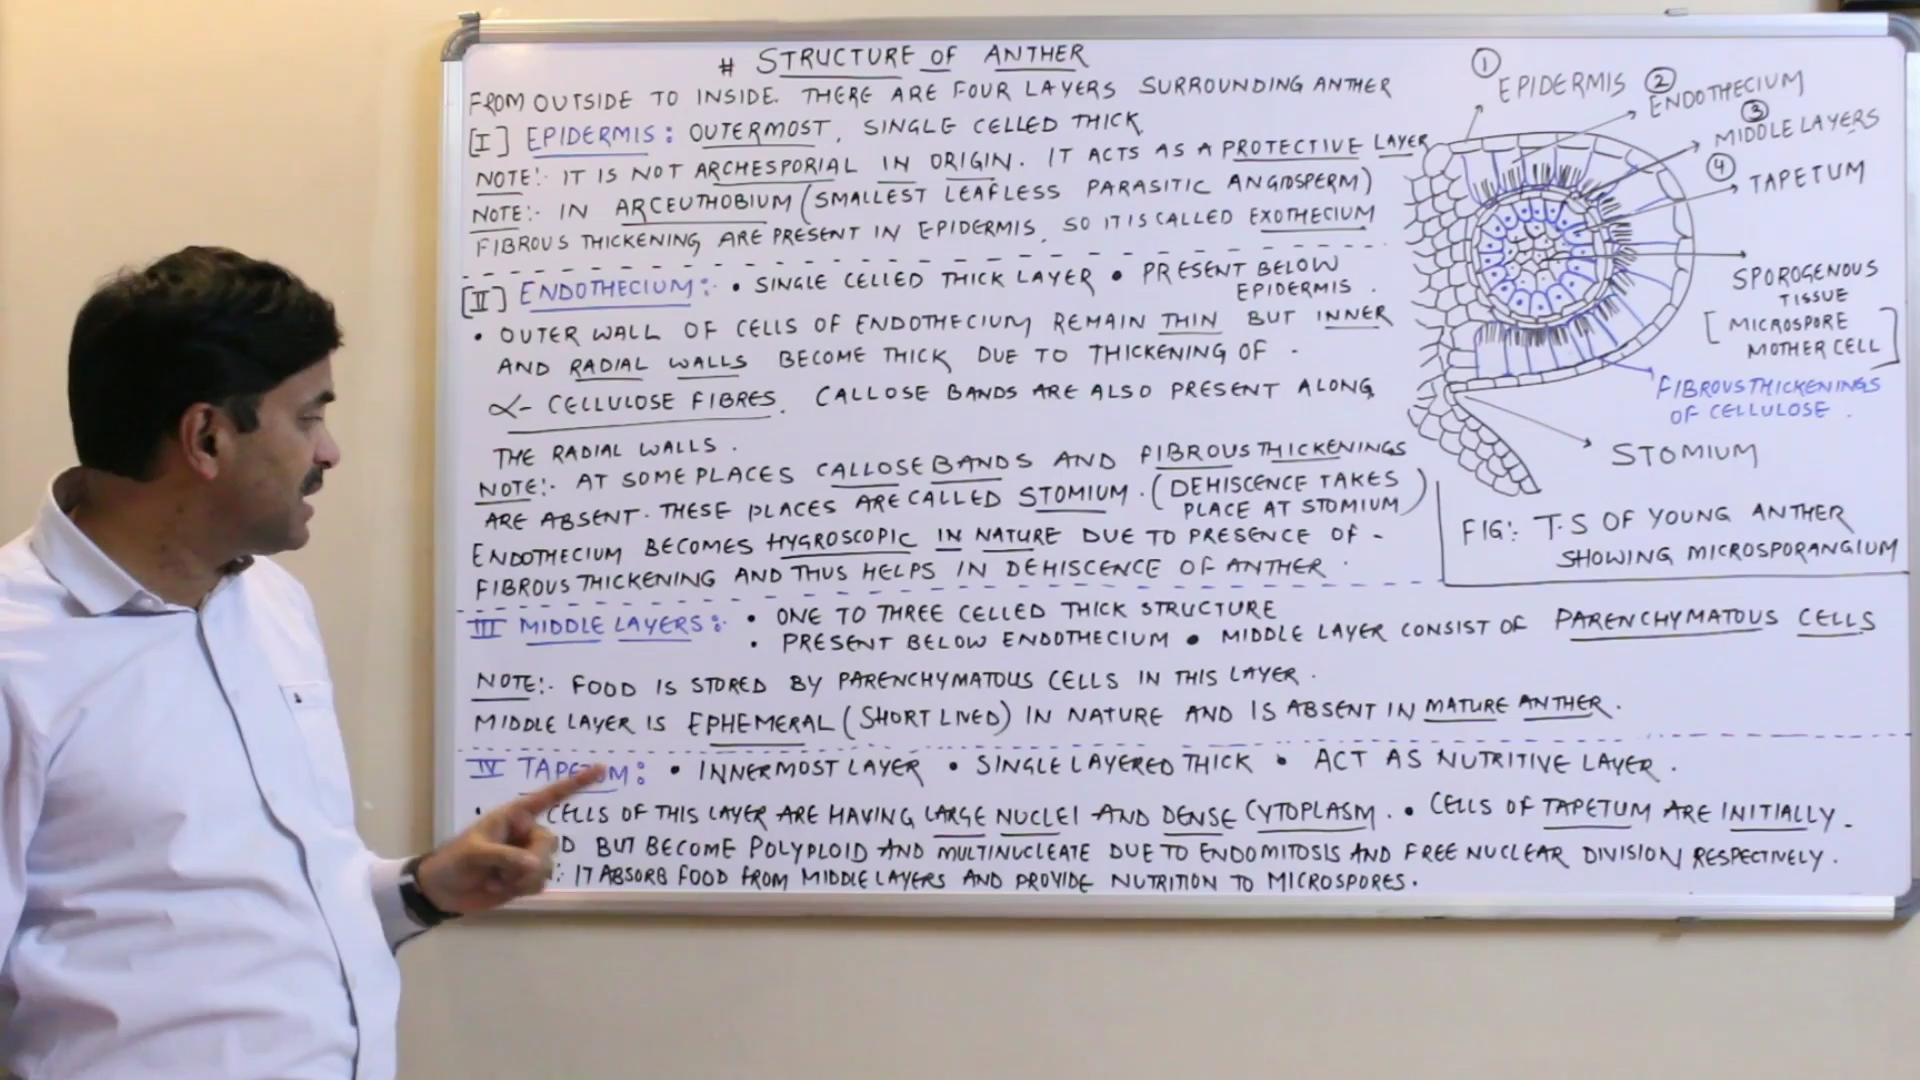 # STRUCTURE OF ANTHER
FROM OUTSIDE TO INSIDE. THERE ARE FOUR LAYERS SURROUNDING ANTHER
[I] EPIDERMIS: OUTERMOST, SINGLE CELLED THICK
NOTE:- IT IS NOT ARCHESPORIAL IN ORIGIN. IT ACTS AS A PROTECTIVE LAYER
NOTE:- IN ARCEUTHOBIUM (SMALLEST LEAFLESS PARASITIC ANGIOSPERM)
FIBROUS THICKENING ARE PRESENT IN EPIDERMIS, SO IT IS CALLED EXOTHECIUM
[II] ENDOTHECIUM:- • SINGLE CELLED THICK LAYER • PRESENT BELOW
EPIDERMIS.
• OUTER WALL OF CELLS OF ENDOTHECIUM REMAIN THIN BUT INNER
AND RADIAL WALLS BECOME THICK DUE TO THICKENING OF -
α- CELLULOSE FIBRES. CALLOSE BANDS ARE ALSO PRESENT ALONG
THE RADIAL WALLS.
NOTE:- AT SOME PLACES CALLOSE BANDS AND FIBROUS THICKENINGS
ARE ABSENT. THESE PLACES ARE CALLED STOMIUM. (DEHISCENCE TAKES
PLACE AT STOMIUM)
ENDOTHECIUM BECOMES HYGROSCOPIC IN NATURE DUE TO PRESENCE OF -
FIBROUS THICKENING AND THUS HELPS IN DEHISCENCE OF ANTHER.
III MIDDLE LAYERS:- • ONE TO THREE CELLED THICK STRUCTURE
• PRESENT BELOW ENDOTHECIUM • MIDDLE LAYER CONSIST OF PARENCHYMATOUS CELLS
NOTE:- FOOD IS STORED BY PARENCHYMATOUS CELLS IN THIS LAYER.
MIDDLE LAYER IS EPHEMERAL (SHORT LIVED) IN NATURE AND IS ABSENT IN MATURE ANTHER.
IV TAPETUM: • INNERMOST LAYER • SINGLE LAYERED THICK • ACT AS NUTRITIVE LAYER.
• CELLS OF THIS LAYER ARE HAVING LARGE NUCLEI AND DENSE CYTOPLASM. • CELLS OF TAPETUM ARE INITIALLY -
BUT BECOME POLYPLOID AND MULTINUCLEATE DUE TO ENDOMITOSIS AND FREE NUCLEAR DIVISION RESPECTIVELY.
IT ABSORB FOOD FROM MIDDLE LAYERS AND PROVIDE NUTRITION TO MICROSPORES.
① EPIDERMIS
② ENDOTHECIUM
③ MIDDLE LAYERS
④ TAPETUM
SPOROGENOUS
TISSUE
[MICROSPORE
MOTHER CELL]
FIBROUS THICKENINGS
OF CELLULOSE.
STOMIUM
FIG:- T.S OF YOUNG ANTHER
SHOWING MICROSPORANGIUM